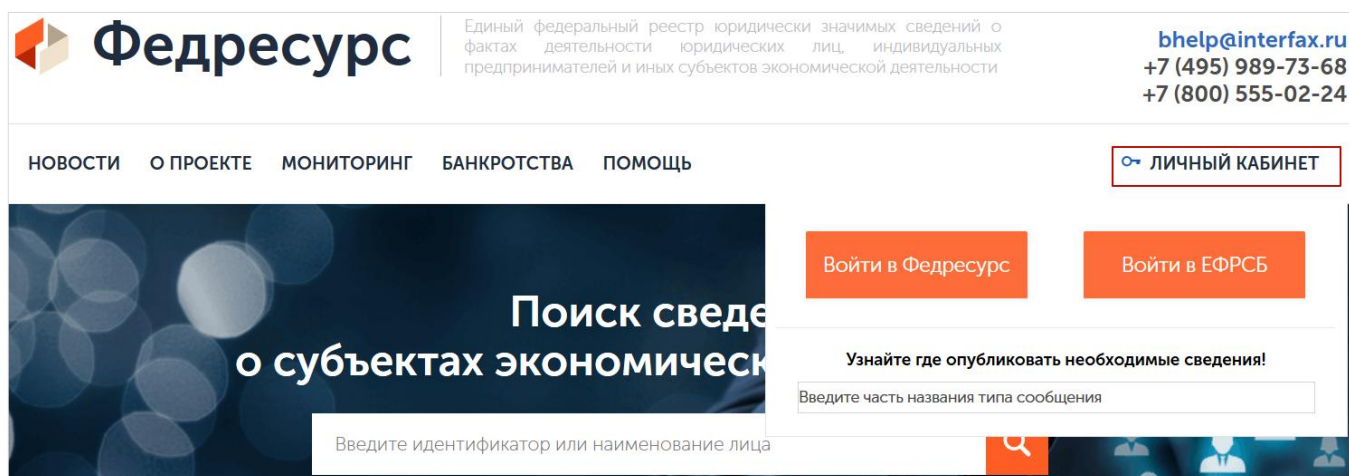 Федресурс
Единый федеральный реестр юридически значимых сведений о
фактах деятельности юридических лиц, индивидуальных
предпринимателей и иных субъектов экономической деятельности
bhelp@interfax.ru
+7 (495) 989-73-68
+7 (800) 555-02-24
НОВОСТИ О ПРОЕКТЕ МОНИТОРИНГ БАНКРОТСТВА ПОМОЩЬ
ЛИЧНЫЙ КАБИНЕТ
Войти в Федресурс
Войти в ЕФРСБ
Узнайте где опубликовать необходимые сведения!
Введите часть названия типа сообщения
Поиск сведе
о субъектах экономическ
Введите идентификатор или наименование лица